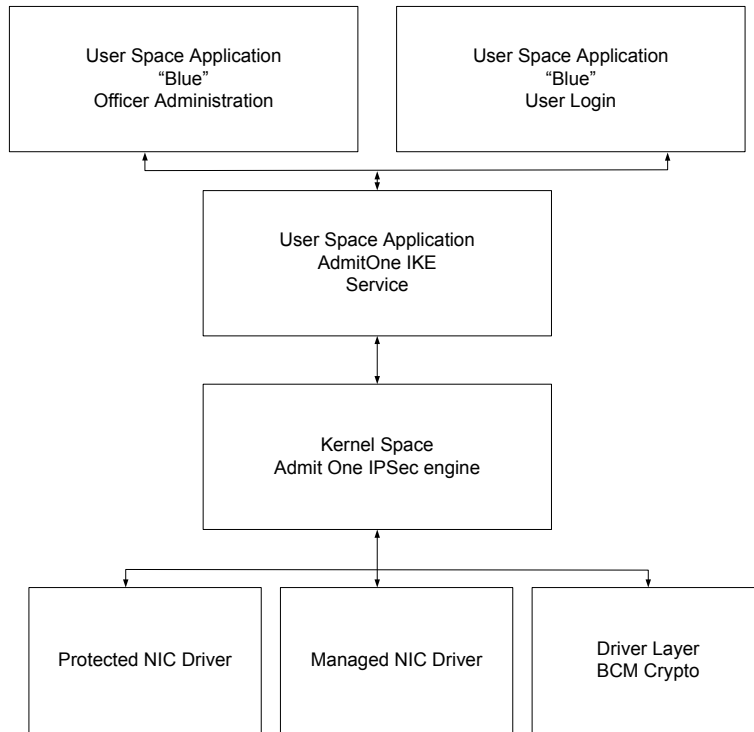 User Space Application
“Blue”
Officer Administration
User Space Application
“Blue”
User Login
User Space Application
AdmitOne IKE
Service
Kernel Space
Admit One IPSec engine
Protected NIC Driver
Managed NIC Driver
Driver Layer
BCM Crypto